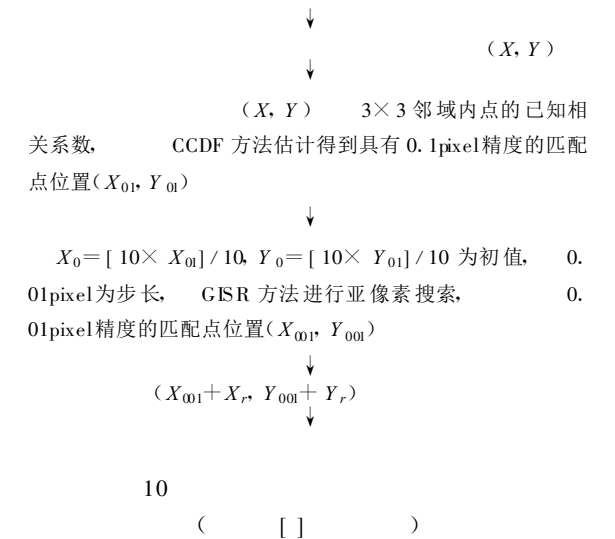 ↓
(X, Y)
↓
(X, Y) 3×3 邻域内点的已知相
关系数, CCDF 方法估计得到具有 0.1pixel精度的匹配
点位置(X₀₁, Y₀₁)
↓
X₀=[10× X₀₁]/10, Y₀=[10× Y₀₁]/10 为初值, 0.
01pixel为步长, GISR 方法进行亚像素搜索, 0.
01pixel精度的匹配点位置(X₀₀₁, Y₀₀₁)
↓
(X₀₀₁+Xᵣ, Y₀₀₁+Yᵣ)
↓
10
( [ ] )